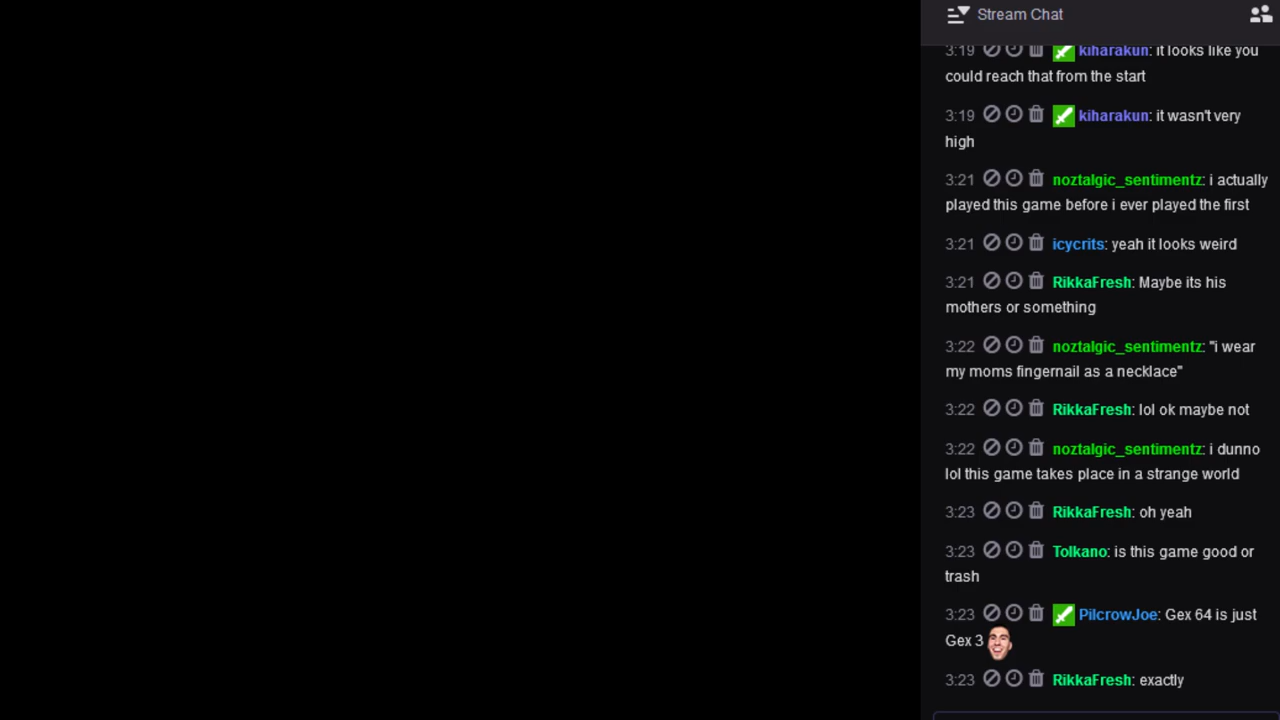 Stream Chat
3:19 kiharakun: it looks like you
could reach that from the start
3:19 kiharakun: it wasn't very
high
3:21 noztalgic_sentimentz: i actually
played this game before i ever played the first
3:21 icycrits: yeah it looks weird
3:21 RikkaFresh: Maybe its his
mothers or something
3:22 noztalgic_sentimentz: "i wear
my moms fingernail as a necklace"
3:22 RikkaFresh: lol ok maybe not
3:22 noztalgic_sentimentz: i dunno
lol this game takes place in a strange world
3:23 RikkaFresh: oh yeah
3:23 Tolkano: is this game good or
trash
3:23 PilcrowJoe: Gex 64 is just
Gex 3
3:23 RikkaFresh: exactly